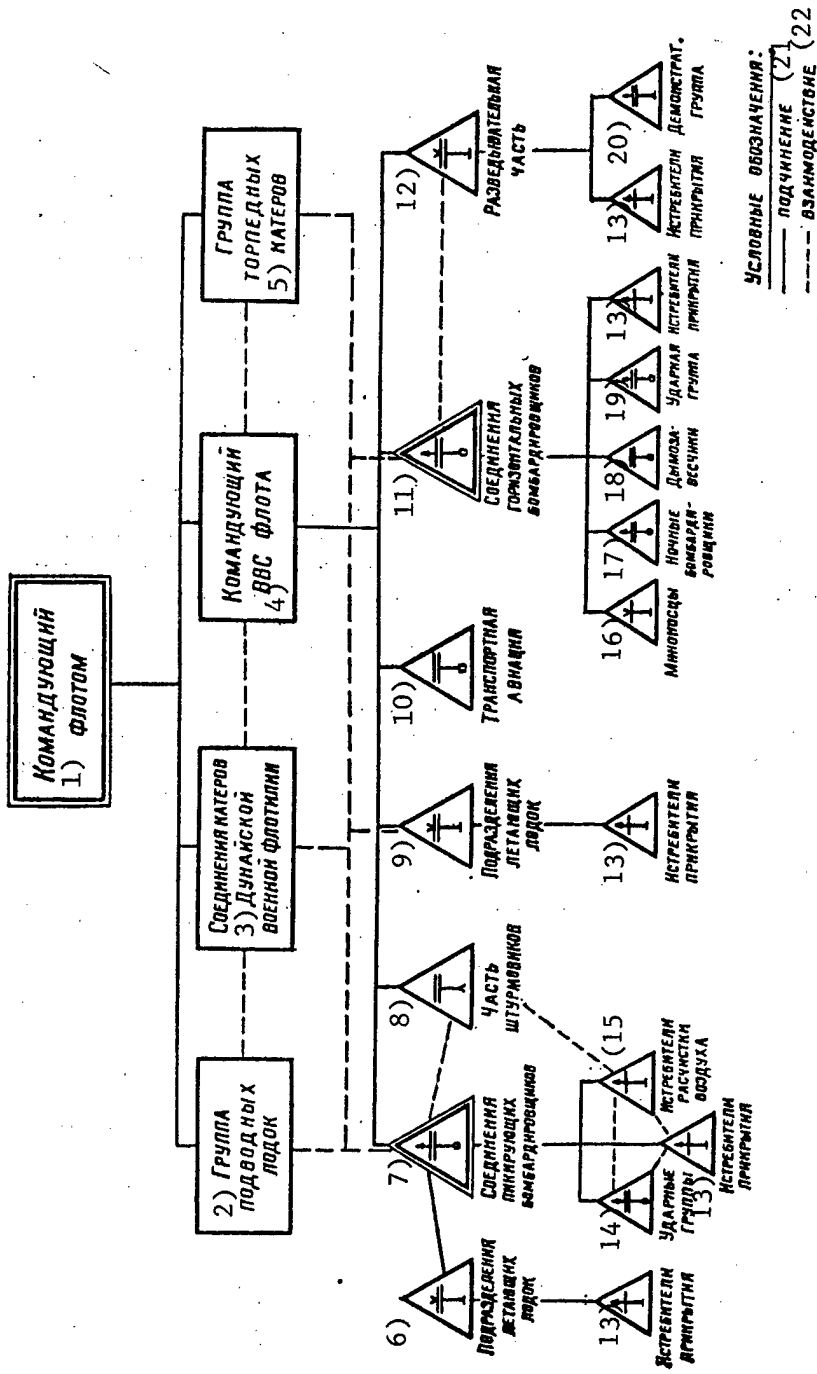 Командующий
1) флотом
2) Группа
подводных
лодок
Соединения катеров
3) Дунайской
военной флотилии
Командующий
ВВС флота
4)
Группа
торпедных
5) катеров
6)
Подразделения
летающих
лодок
7)
Соединения
пикирующих
бомбардировщиков
8)
Часть
штурмовиков
9)
Подразделения
летающих
лодок
10)
Транспортная
авиация
11)
Соединения
горизонтальных
бомбардировщиков
12)
Разведывательная
часть
13)
Истребители
прикрытия
14)
Ударные
группы
(15
Истребители
расчистки
воздуха
13)
Истребители
прикрытия
13)
Истребители
прикрытия
16)
Миноносцы
17)
Ночные
бомбарди-
ровщики
18)
Дымоза-
весчики
19)
Ударная
группа
13)
Истребители
прикрытия
13)
Истребители
прикрытия
20)
Демонстрат.
группа
Условные обозначения:
подчинение (21
взаимодействие (22